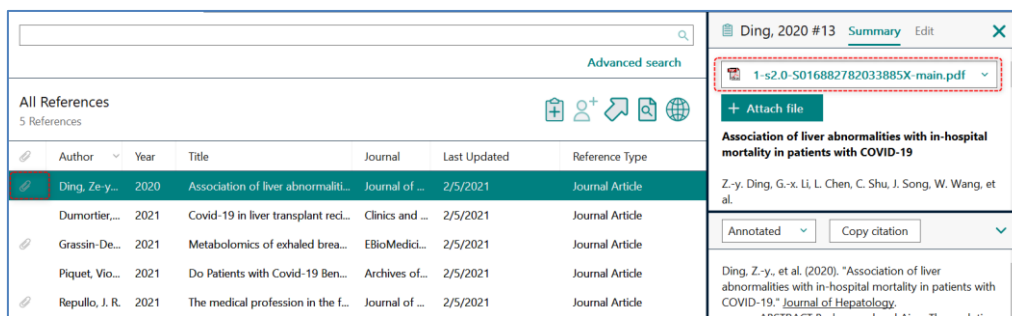 Advanced search
All References
5 References
Author Year Title Journal Last Updated Reference Type
Ding, Ze-y... 2020 Association of liver abnormaliti... Journal of ... 2/5/2021 Journal Article
Dumortier,... 2021 Covid-19 in liver transplant reci... Clinics and ... 2/5/2021 Journal Article
Grassin-De... 2021 Metabolomics of exhaled brea... EBioMedici... 2/5/2021 Journal Article
Piquet, Vio... 2021 Do Patients with Covid-19 Ben... Archives of... 2/5/2021 Journal Article
Repullo, J. R. 2021 The medical profession in the f... Journal of ... 2/5/2021 Journal Article
Ding, 2020 #13 Summary Edit
1-s2.0-S016882782033885X-main.pdf
+ Attach file
Association of liver abnormalities with in-hospital
mortality in patients with COVID-19
Z.-y. Ding, G.-x. Li, L. Chen, C. Shu, J. Song, W. Wang, et
al.
Annotated Copy citation
Ding, Z.-y., et al. (2020). "Association of liver
abnormalities with in-hospital mortality in patients with
COVID-19." Journal of Hepatology.